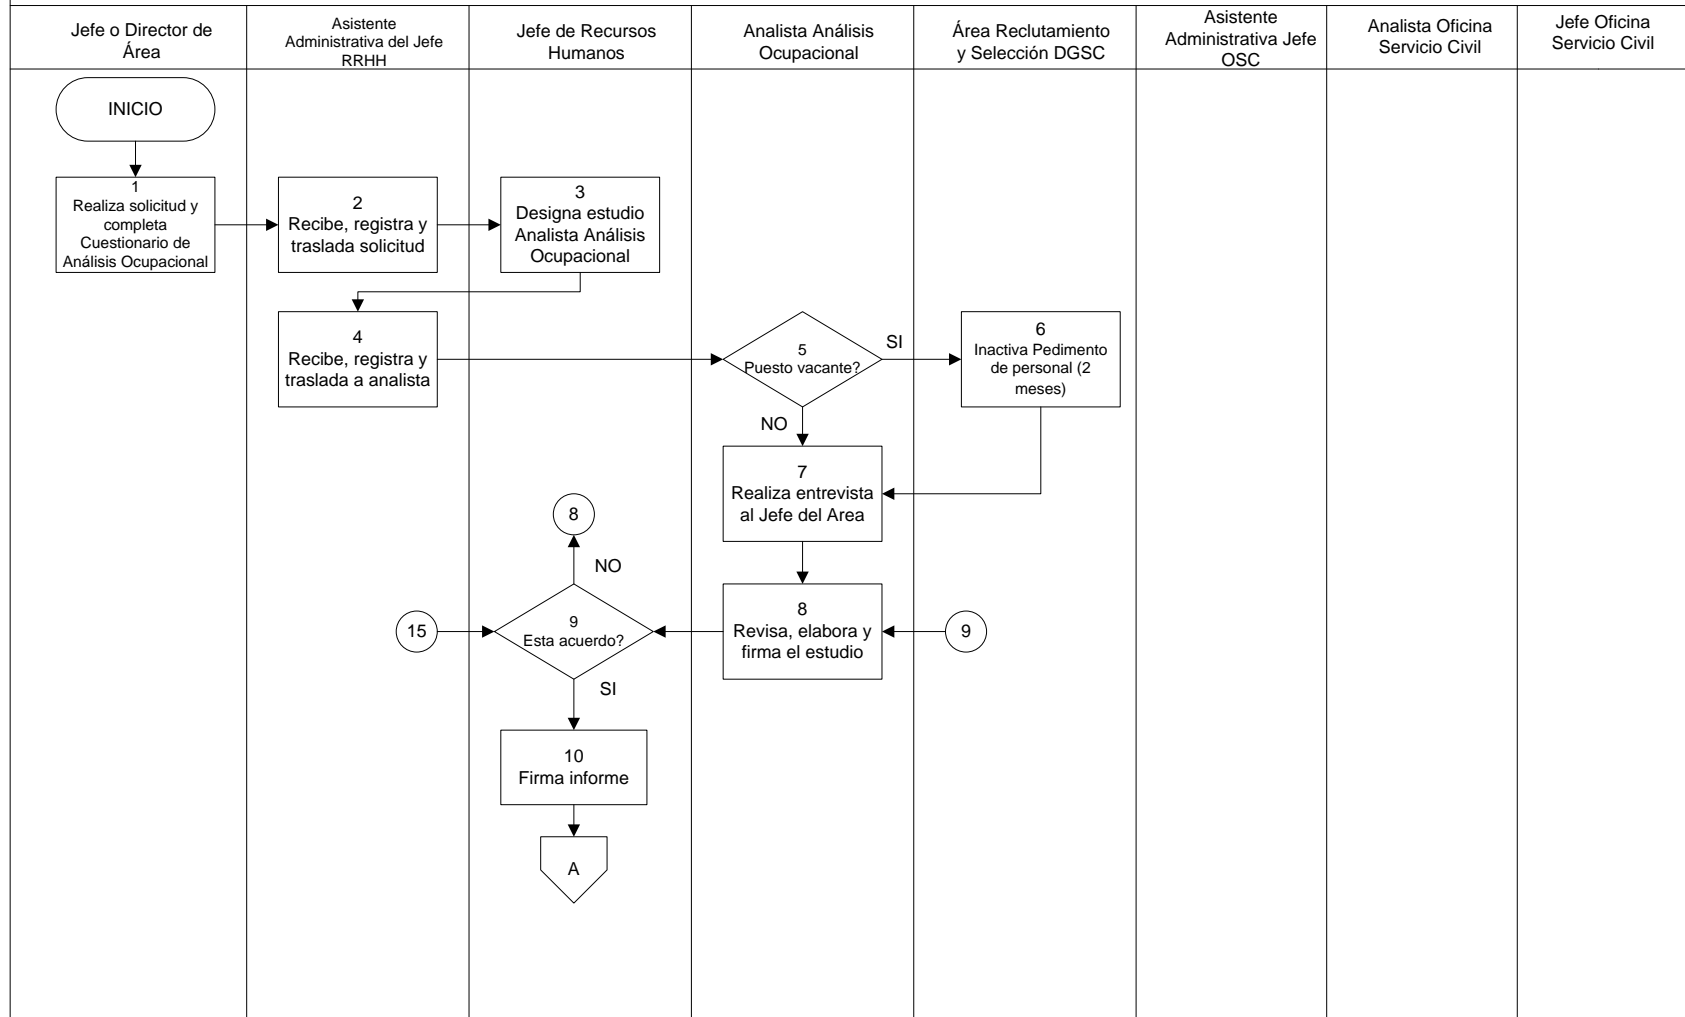 Jefe o Director de
Área
Asistente
Administrativa del Jefe
RRHH
Jefe de Recursos
Humanos
Analista Análisis
Ocupacional
Área Reclutamiento
y Selección DGSC
Asistente
Administrativa Jefe
OSC
Analista Oficina
Servicio Civil
Jefe Oficina
Servicio Civil
INICIO
1
Realiza solicitud y
completa
Cuestionario de
Análisis Ocupacional
2
Recibe, registra y
traslada solicitud
3
Designa estudio
Analista Análisis
Ocupacional
4
Recibe, registra y
traslada a analista
5
Puesto vacante?
SI
6
Inactiva Pedimento
de personal (2
meses)
NO
7
Realiza entrevista
al Jefe del Area
8
NO
15
9
Esta acuerdo?
8
Revisa, elabora y
firma el estudio
9
SI
10
Firma informe
A